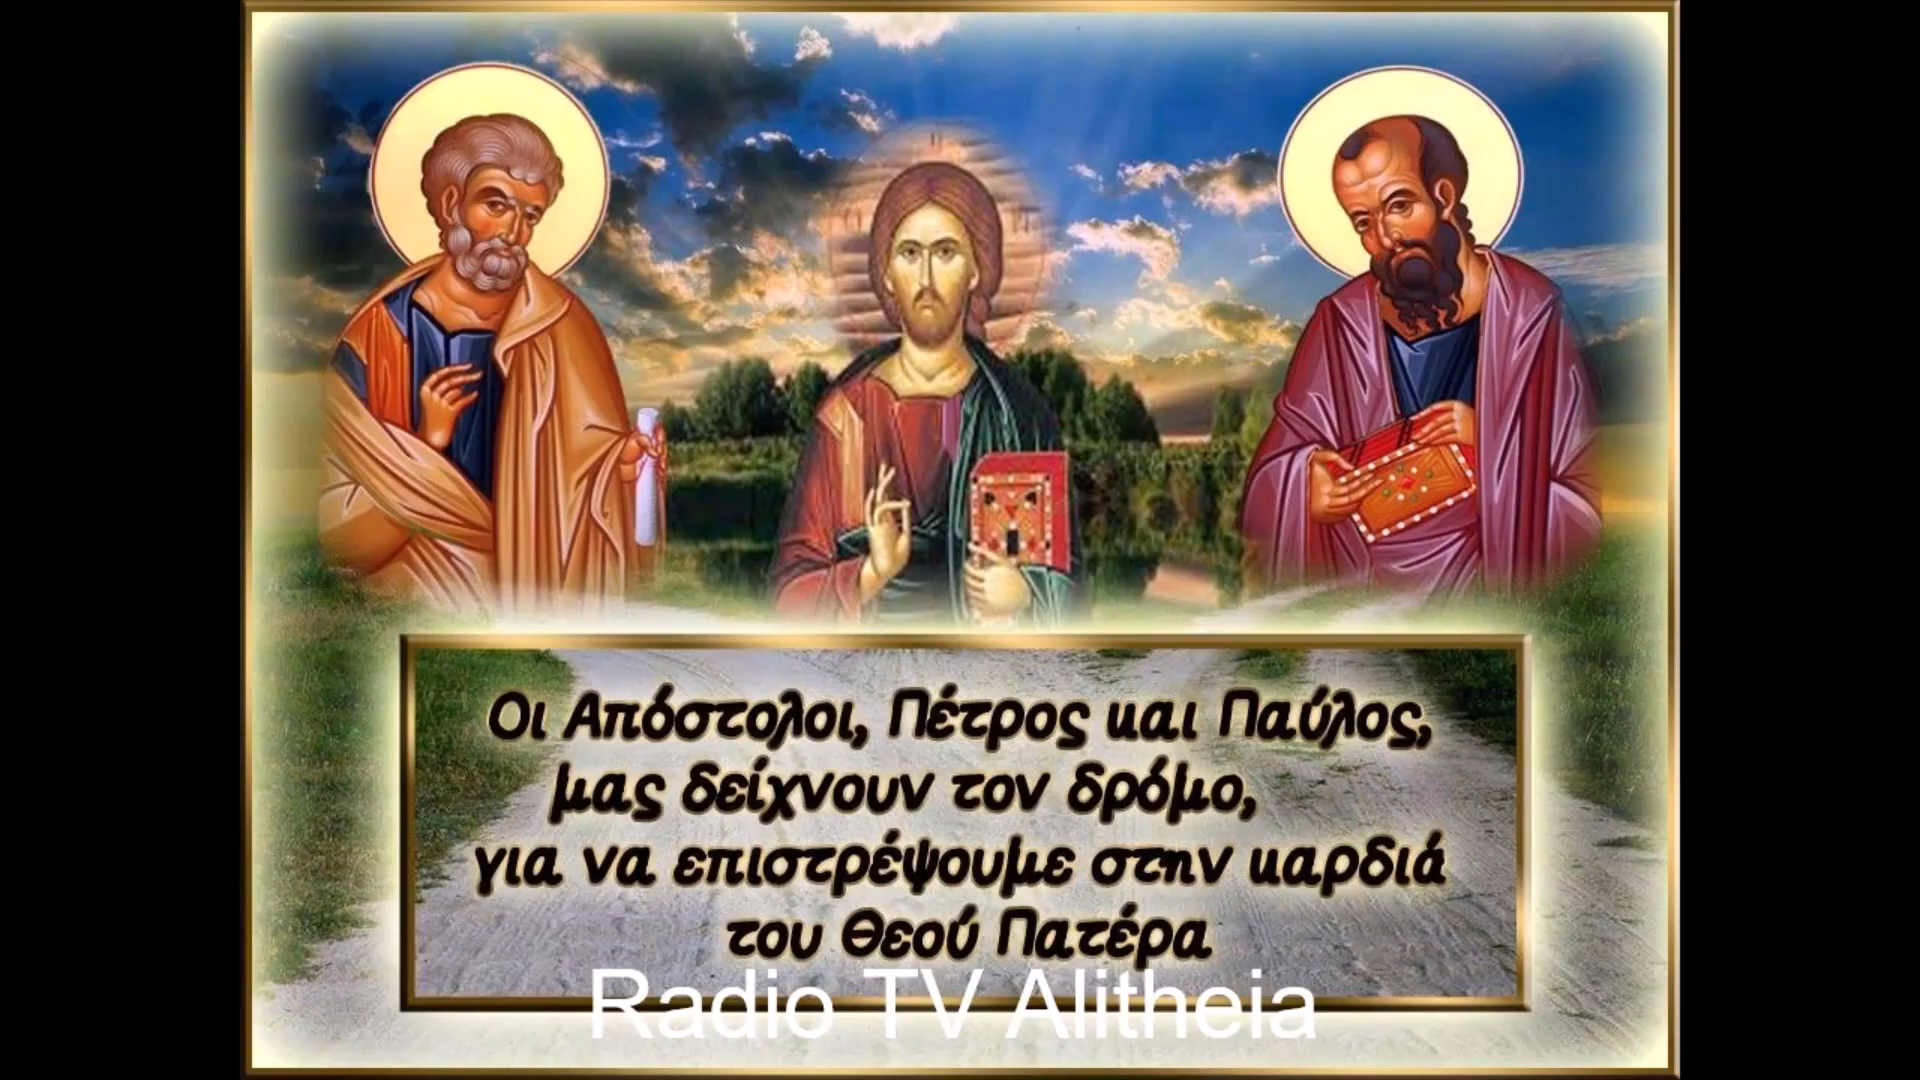 Οι Απόστολοι, Πέτρος και Παύλος,
μας δείχνουν τον δρόμο,
για να επιστρέψουμε στην καρδιά
του Θεού Πατέρα
Radio TV Alitheia